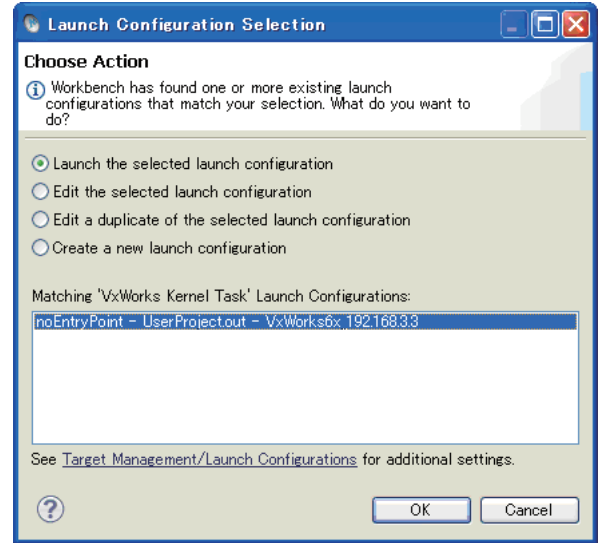 Launch Configuration Selection
Choose Action
Workbench has found one or more existing launch
configurations that match your selection. What do you want to
do?
Launch the selected launch configuration
Edit the selected launch configuration
Edit a duplicate of the selected launch configuration
Create a new launch configuration
Matching 'VxWorks Kernel Task' Launch Configurations:
noEntryPoint - UserProject.out - VxWorks6x_192.168.3.3
See Target Management/Launch Configurations for additional settings.
OK Cancel